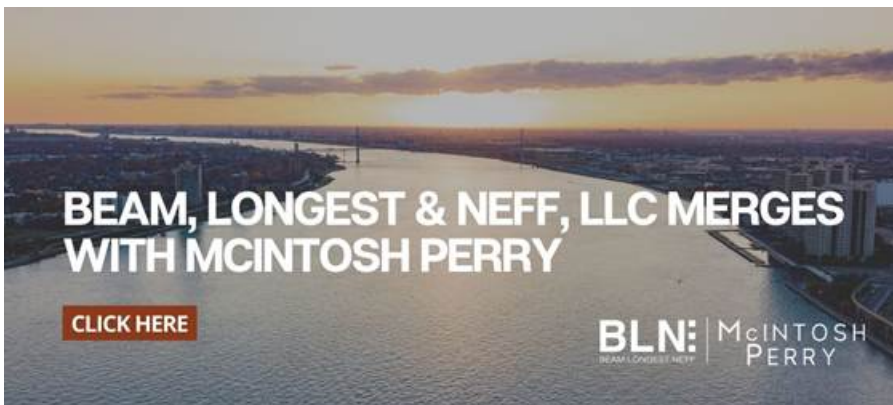 BEAM, LONGEST & NEFF, LLC MERGES
WITH MCINTOSH PERRY
CLICK HERE
BLN
BEAM LONGEST NEFF
MCINTOSH
PERRY